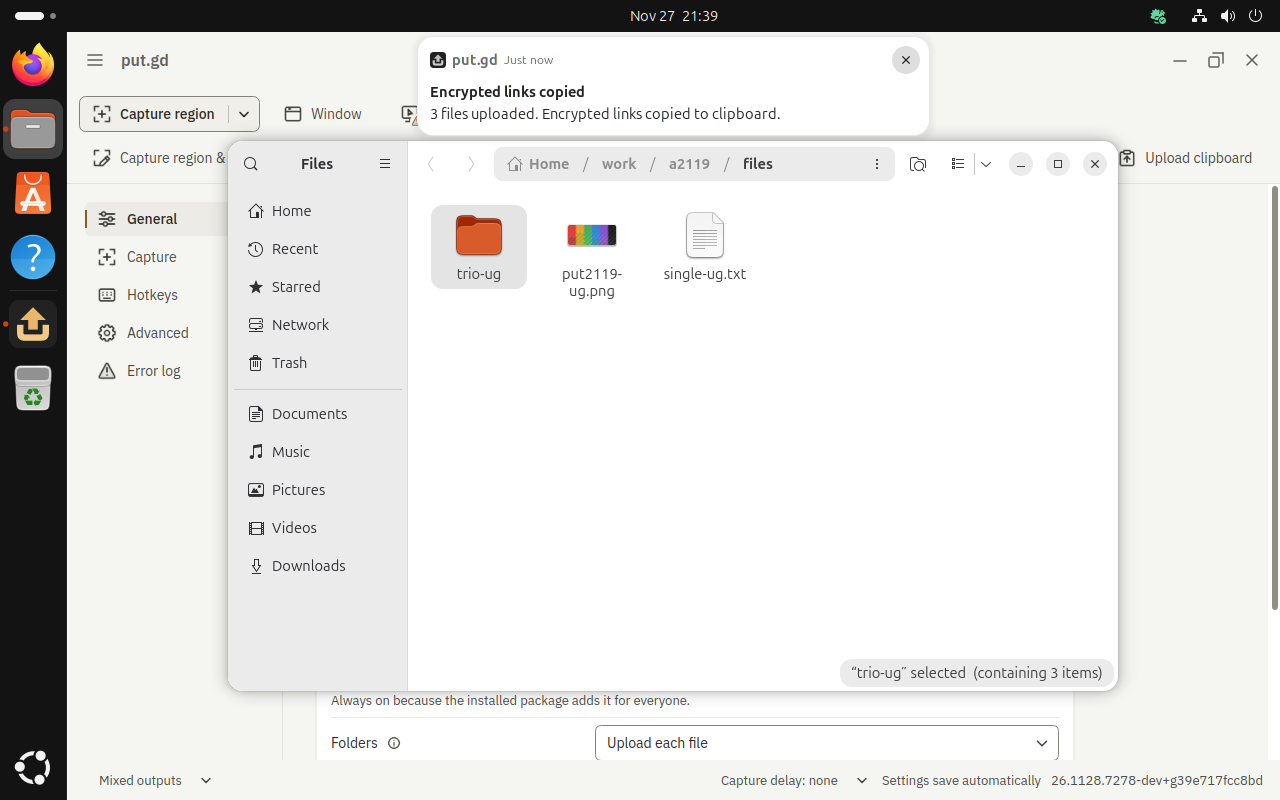 Nov 27 21:39
put.gd
put.gd Just now
Encrypted links copied
3 files uploaded. Encrypted links copied to clipboard.
Capture region
Window
Capture region &
Upload clipboard
General
Capture
Hotkeys
Advanced
Error log
Files
Home / work / a2119 / files
Home
Recent
Starred
Network
Trash
Documents
Music
Pictures
Videos
Downloads
trio-ug
put2119-
ug.png
single-ug.txt
“trio-ug” selected (containing 3 items)
Always on because the installed package adds it for everyone.
Folders
Upload each file
Mixed outputs
Capture delay: none
Settings save automatically
26.1128.7278-dev+g39e717fcc8bd